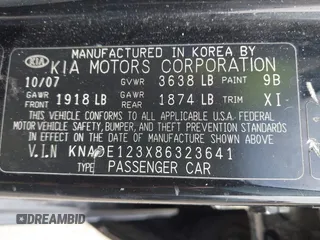 MANUFACTURED IN KOREA BY
KIA KIA MOTORS CORPORATION
10/07 GVWR 3638 LB PAINT 9B
GAWR FRONT 1918 LB GAWR REAR 1874 LB TRIM XI
THIS VEHICLE CONFORMS TO ALL APPLICABLE U.S.A. FEDERAL
MOTOR VEHICLE SAFETY, BUMPER, AND THEFT PREVENTION STANDARDS
IN EFFECT ON THE DATE OF MANUFACTURE SHOWN ABOVE.
V.I.N KNADE123X86323641
TYPE PASSENGER CAR
DREAMBID